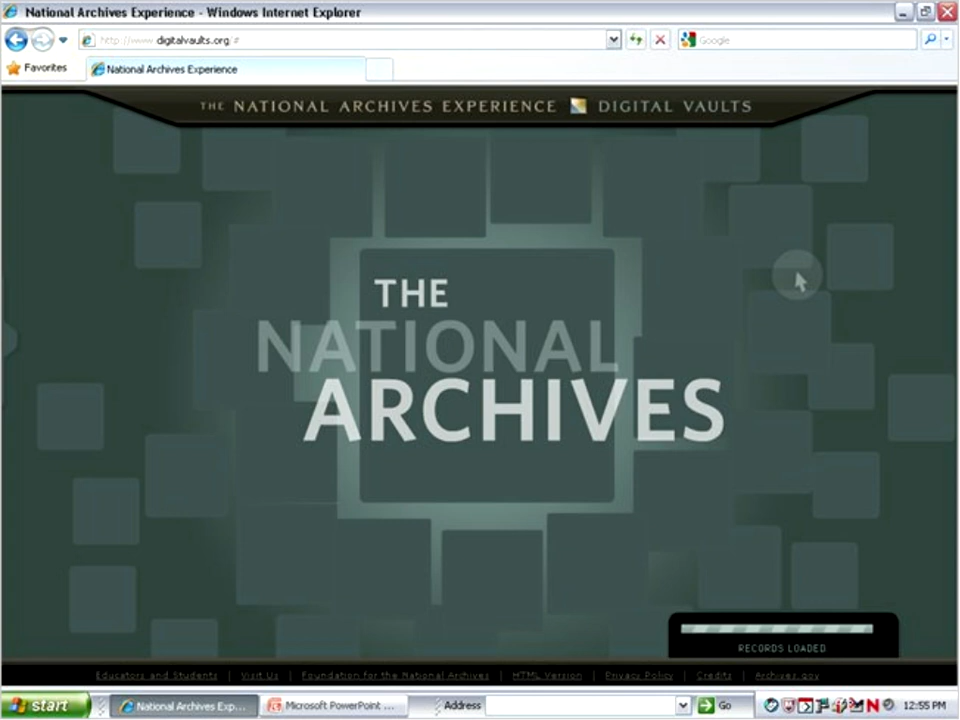 National Archives Experience - Windows Internet Explorer
http://www.digitalvaults.org/#
Google
Favorites
National Archives Experience
THE NATIONAL ARCHIVES EXPERIENCE DIGITAL VAULTS
THE
NATIONAL
ARCHIVES
RECORDS LOADED
Educators and Students | Visit Us | Foundation for the National Archives | HTML Version | Privacy Policy | Credits | Archives.gov
start National Archives Exp... Microsoft PowerPoint ... Address Go 12:55 PM